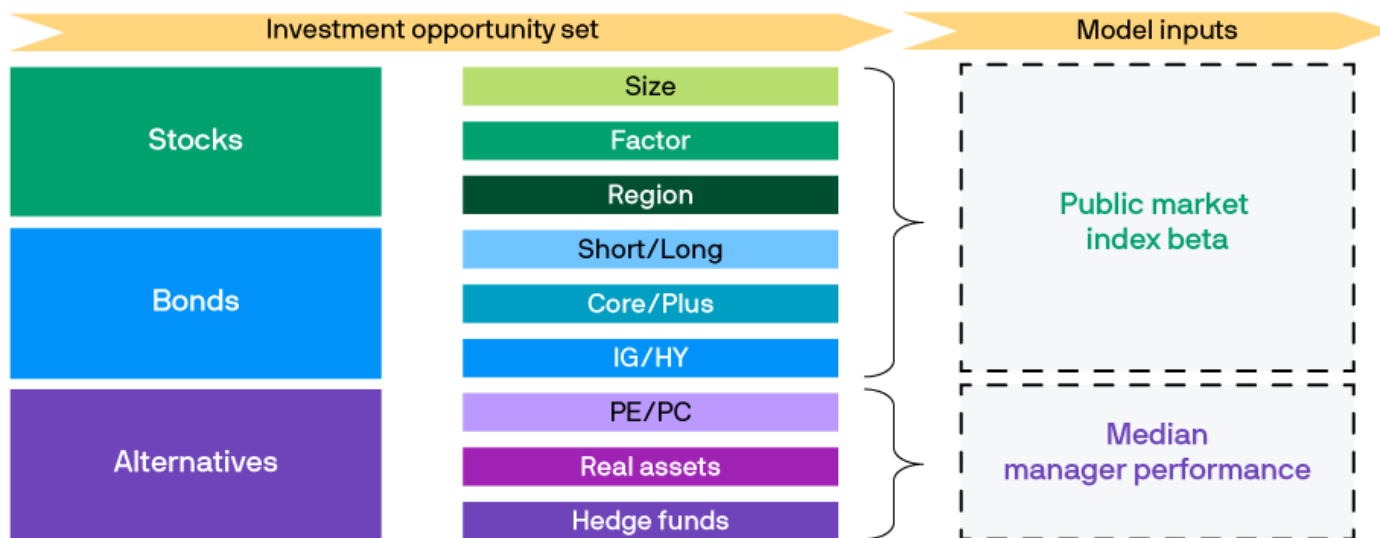 Investment opportunity set
Model inputs
Stocks
Size
Factor
Region
Bonds
Short/Long
Core/Plus
IG/HY
Alternatives
PE/PC
Real assets
Hedge funds
Public market
index beta
Median
manager performance